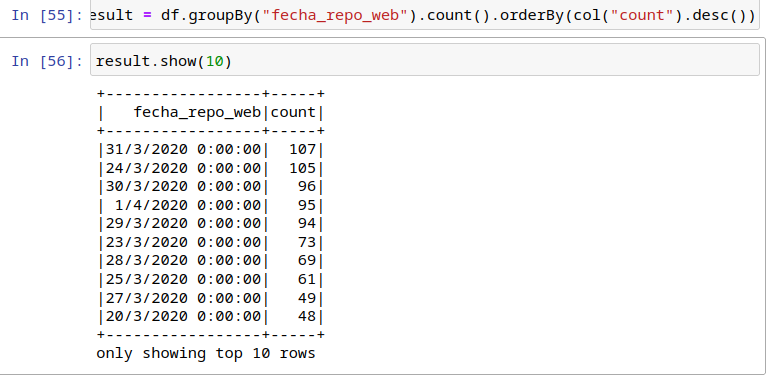 In [55]: esult = df.groupBy("fecha_repo_web").count().orderBy(col("count").desc())
In [56]: result.show(10)
+-----------------+-----+
|   fecha_repo_web|count|
+-----------------+-----+
|31/3/2020 0:00:00|  107|
|24/3/2020 0:00:00|  105|
|30/3/2020 0:00:00|   96|
| 1/4/2020 0:00:00|   95|
|29/3/2020 0:00:00|   94|
|23/3/2020 0:00:00|   73|
|28/3/2020 0:00:00|   69|
|25/3/2020 0:00:00|   61|
|27/3/2020 0:00:00|   49|
|20/3/2020 0:00:00|   48|
+-----------------+-----+
only showing top 10 rows